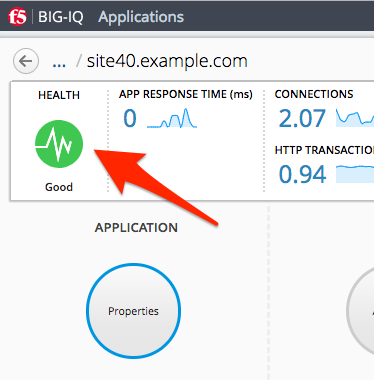 f5 BIG-IQ Applications
... / site40.example.com
HEALTH
Good
APP RESPONSE TIME (ms)
0
CONNECTIONS
2.07
HTTP TRANSACTIO
0.94
APPLICATION
Properties